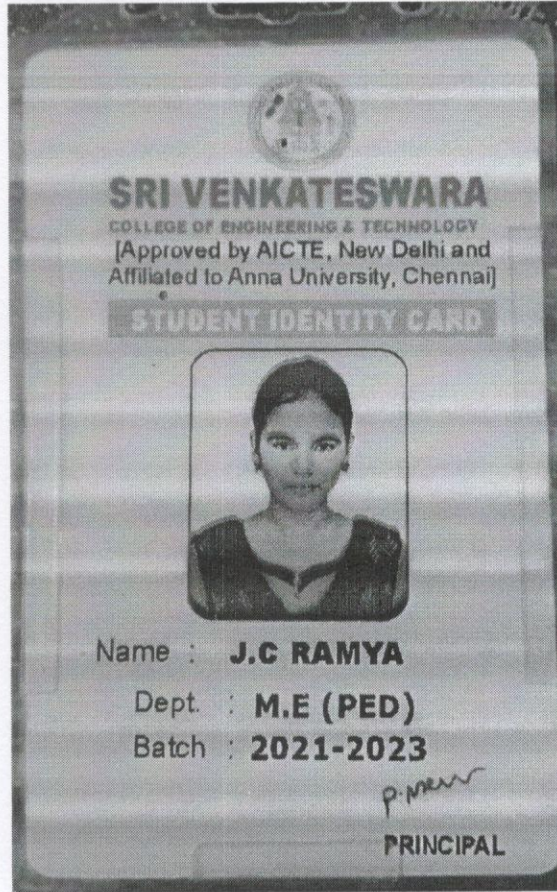 SRI VENKATESWARA
COLLEGE OF ENGINEERING & TECHNOLOGY
[Approved by AICTE, New Delhi and
Affiliated to Anna University, Chennai]
STUDENT IDENTITY CARD
Name : J.C RAMYA
Dept. : M.E (PED)
Batch : 2021-2023
PRINCIPAL